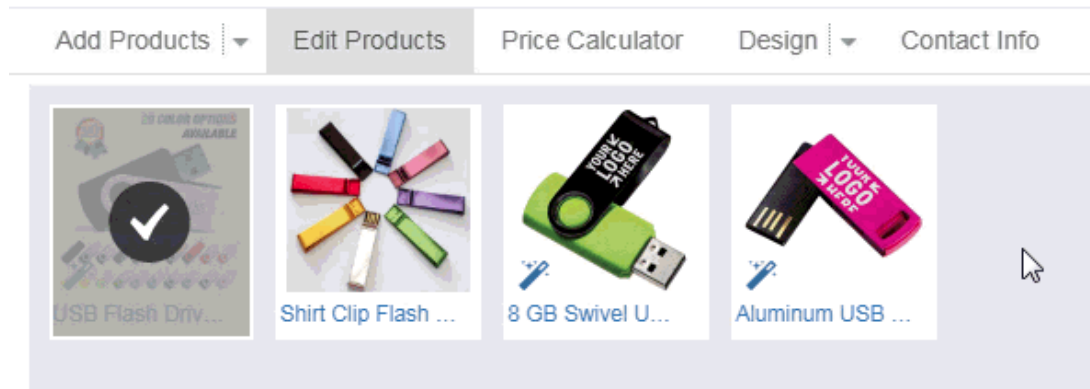 Add Products
Edit Products
Price Calculator
Design
Contact Info
20 COLOR OPTIONS
AVAILABLE
YOUR
LOGO
HERE
YOUR
LOGO
HERE
USB Flash Driv...
Shirt Clip Flash ...
8 GB Swivel U...
Aluminum USB ...